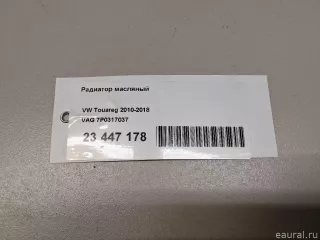 Радиатор масляный
VW Touareg 2010-2018
VAG 7P0317037
23 447 178
eaural.ru